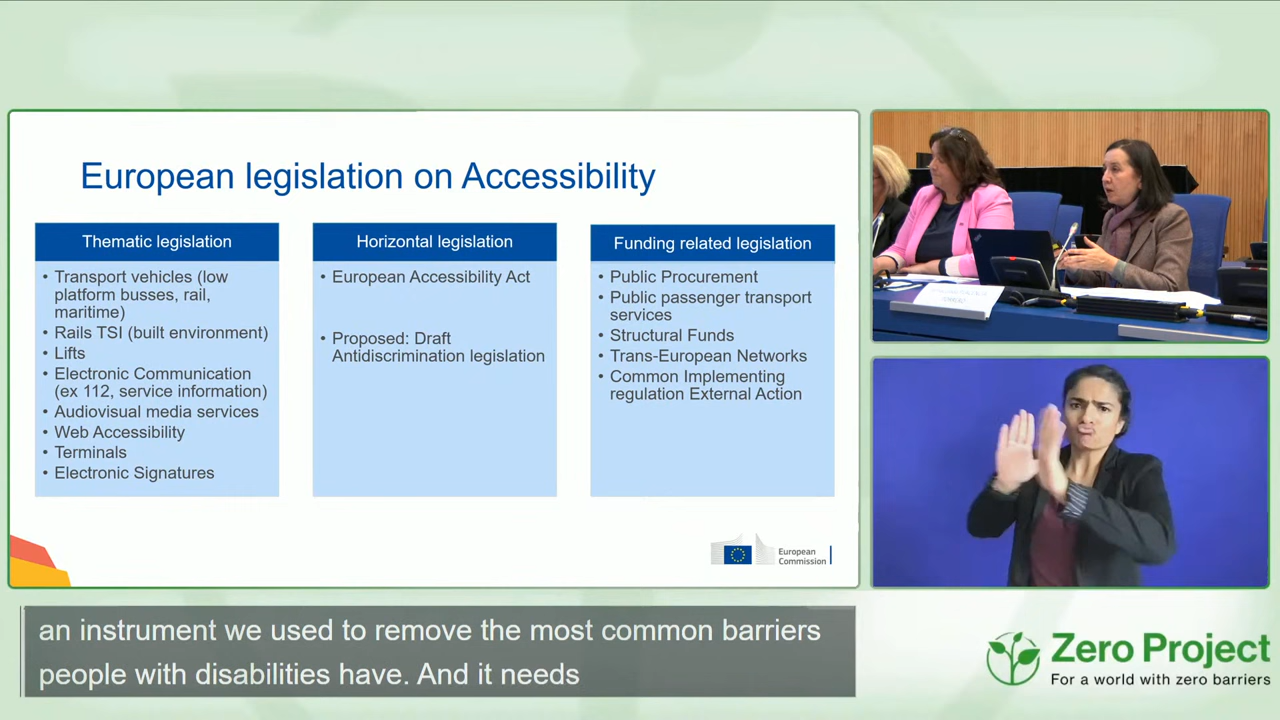 European legislation on Accessibility
Thematic legislation
• Transport vehicles (low
platform busses, rail,
maritime)
• Rails TSI (built environment)
• Lifts
• Electronic Communication
(ex 112, service information)
• Audiovisual media services
• Web Accessibility
• Terminals
• Electronic Signatures
Horizontal legislation
• European Accessibility Act
• Proposed: Draft
Antidiscrimination legislation
Funding related legislation
• Public Procurement
• Public passenger transport
services
• Structural Funds
• Trans-European Networks
• Common Implementing
regulation External Action
European
Commission
an instrument we used to remove the most common barriers
people with disabilities have. And it needs
Zero Project
For a world with zero barriers